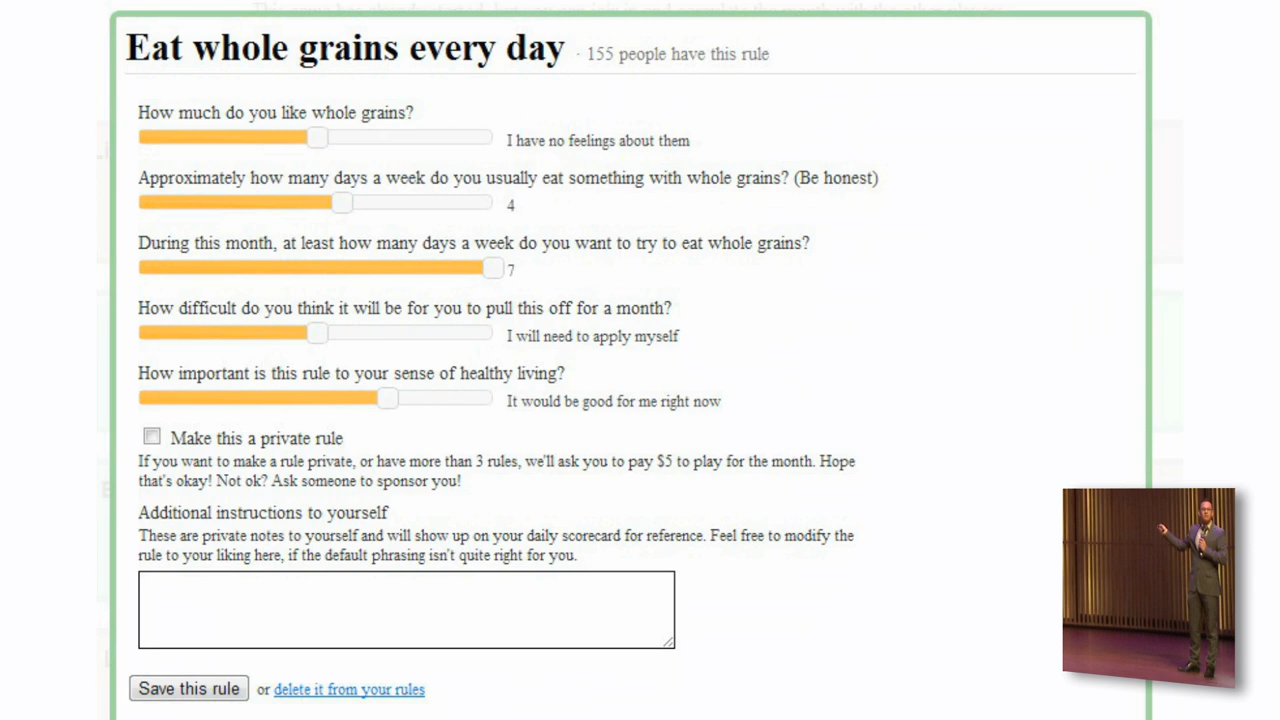 Eat whole grains every day · 155 people have this rule
How much do you like whole grains?
I have no feelings about them
Approximately how many days a week do you usually eat something with whole grains? (Be honest)
4
During this month, at least how many days a week do you want to try to eat whole grains?
7
How difficult do you think it will be for you to pull this off for a month?
I will need to apply myself
How important is this rule to your sense of healthy living?
It would be good for me right now
Make this a private rule
If you want to make a rule private, or have more than 3 rules, we'll ask you to pay $5 to play for the month. Hope
that's okay! Not ok? Ask someone to sponsor you!
Additional instructions to yourself
These are private notes to yourself and will show up on your daily scorecard for reference. Feel free to modify the
rule to your liking here, if the default phrasing isn't quite right for you.
Save this rule or delete it from your rules